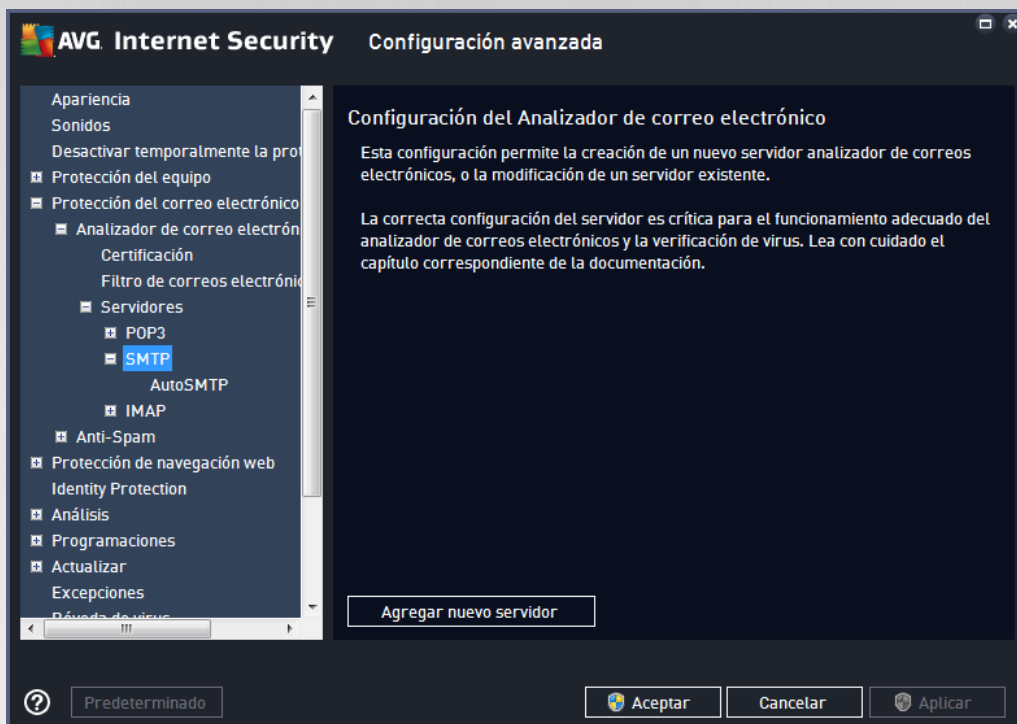 AVG. Internet Security Configuración avanzada
Apariencia
Sonidos
Desactivar temporalmente la prot
Protección del equipo
Protección del correo electrónico
Analizador de correo electrón
Certificación
Filtro de correos electrónic
Servidores
POP3
SMTP
AutoSMTP
IMAP
Anti-Spam
Protección de navegación web
Identity Protection
Análisis
Programaciones
Actualizar
Excepciones
Bóveda de virus
Configuración del Analizador de correo electrónico
Esta configuración permite la creación de un nuevo servidor analizador de correos
electrónicos, o la modificación de un servidor existente.
La correcta configuración del servidor es crítica para el funcionamiento adecuado del
analizador de correos electrónicos y la verificación de virus. Lea con cuidado el
capítulo correspondiente de la documentación.
Agregar nuevo servidor
Predeterminado
Aceptar
Cancelar
Aplicar